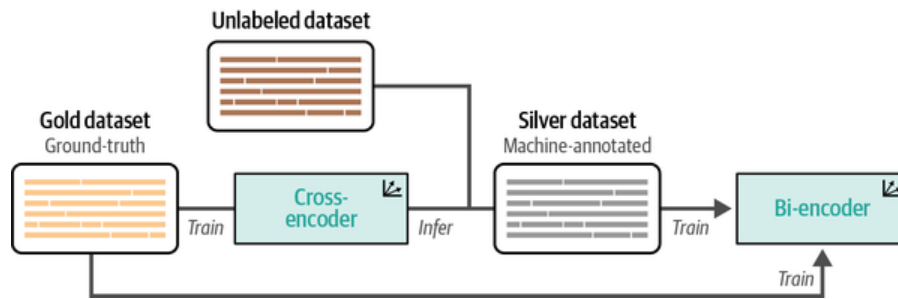 Unlabeled dataset
Gold dataset
Ground-truth
Silver dataset
Machine-annotated
Cross-
encoder
Bi-encoder
Train
Infer
Train
Train